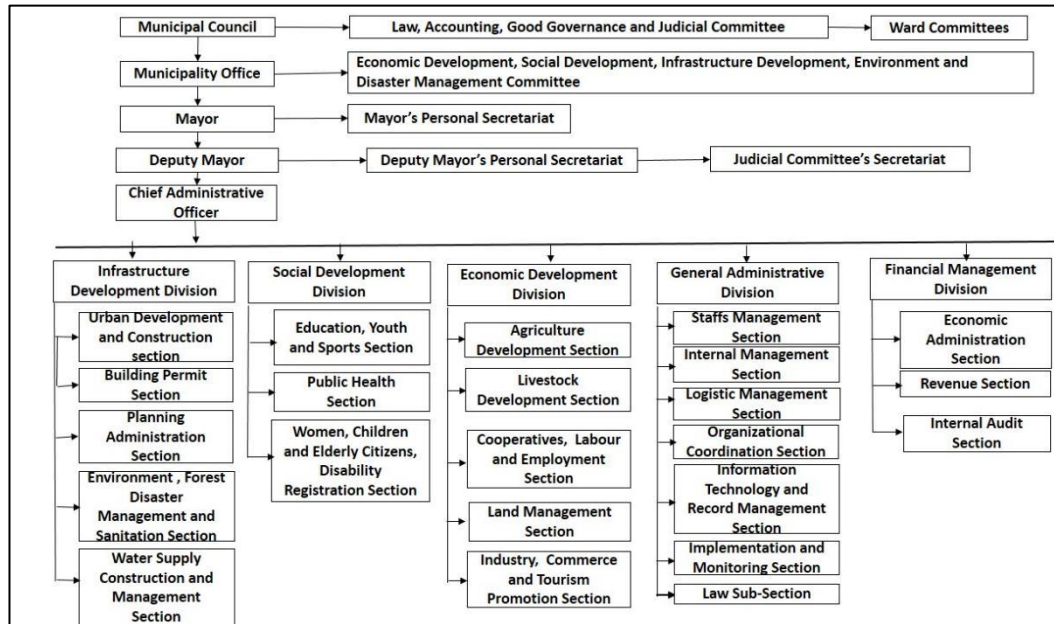 Municipal Council
Law, Accounting, Good Governance and Judicial Committee
Ward Committees
Municipality Office
Economic Development, Social Development, Infrastructure Development, Environment and
Disaster Management Committee
Mayor
Mayor's Personal Secretariat
Deputy Mayor
Deputy Mayor's Personal Secretariat
Judicial Committee's Secretariat
Chief Administrative
Officer
Infrastructure
Development Division
Urban Development
and Construction
section
Building Permit
Section
Planning
Administration
Section
Environment , Forest
Disaster
Management and
Sanitation Section
Water Supply
Construction and
Management
Section
Social Development
Division
Education, Youth
and Sports Section
Public Health
Section
Women, Children
and Elderly Citizens,
Disability
Registration Section
Economic Development
Division
Agriculture
Development Section
Livestock
Development Section
Cooperatives, Labour
and Employment
Section
Land Management
Section
Industry, Commerce
and Tourism
Promotion Section
General Administrative
Division
Staffs Management
Section
Internal Management
Section
Logistic Management
Section
Organizational
Coordination Section
Information
Technology and
Record Management
Section
Implementation and
Monitoring Section
Law Sub-Section
Financial Management
Division
Economic
Administration
Section
Revenue Section
Internal Audit
Section